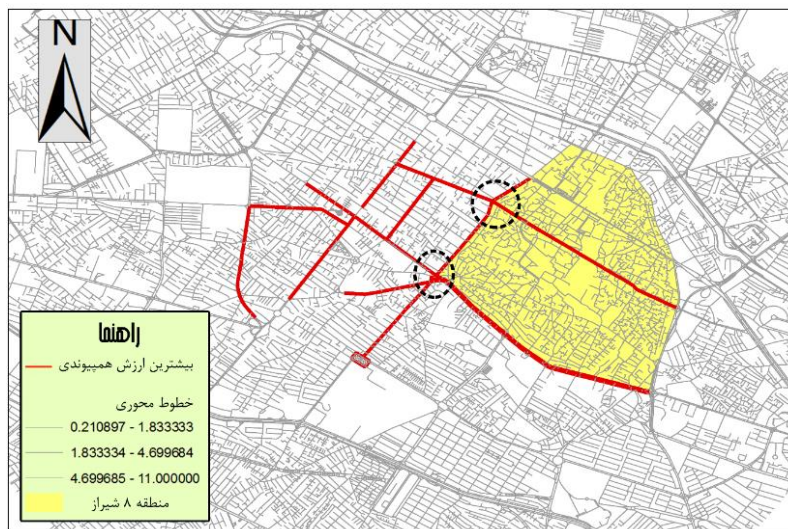 N
راهنما
بیشترین ارزش همپیوندی
خطوط محوری
0.210897 - 1.833333
1.833334 - 4.699684
4.699685 - 11.000000
منطقه ۸ شیراز